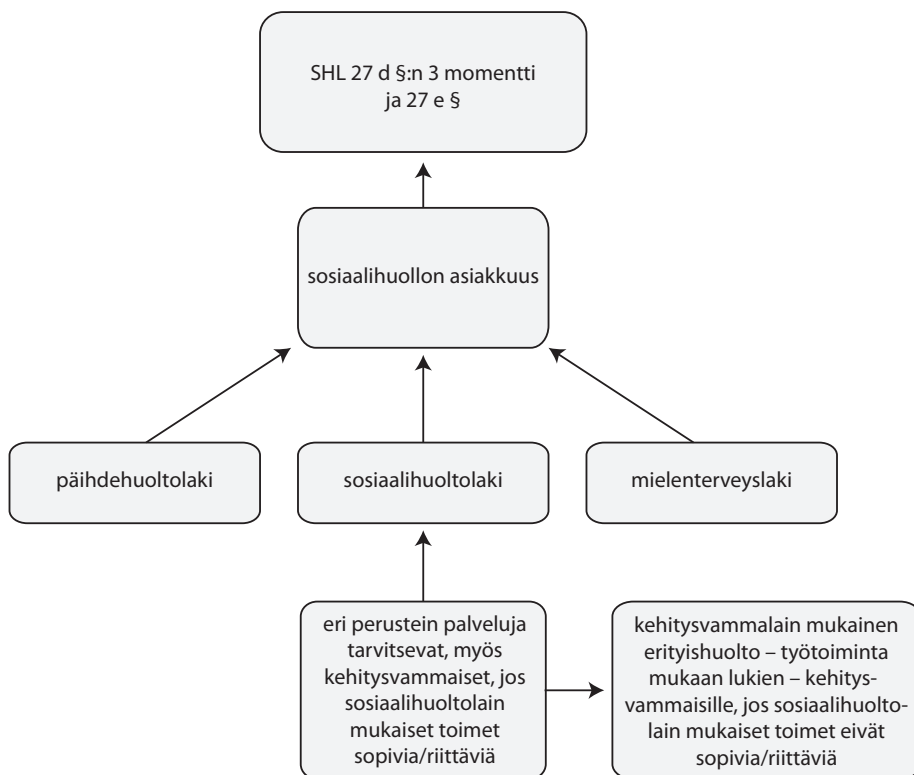 SHL 27 d §:n 3 momentti
ja 27 e §
sosiaalihuollon asiakkuus
päihdehuoltolaki
sosiaalihuoltolaki
mielenterveyslaki
eri perustein palveluja
tarvitsevat, myös
kehitysvammaiset, jos
sosiaalihuoltolain
mukaiset toimet
sopivia/riittäviä
kehitysvammalain mukainen
erityishuolto – työtoiminta
mukaan lukien – kehitys-
vammaisille, jos sosiaalihuolto-
lain mukaiset toimet eivät
sopivia/riittäviä